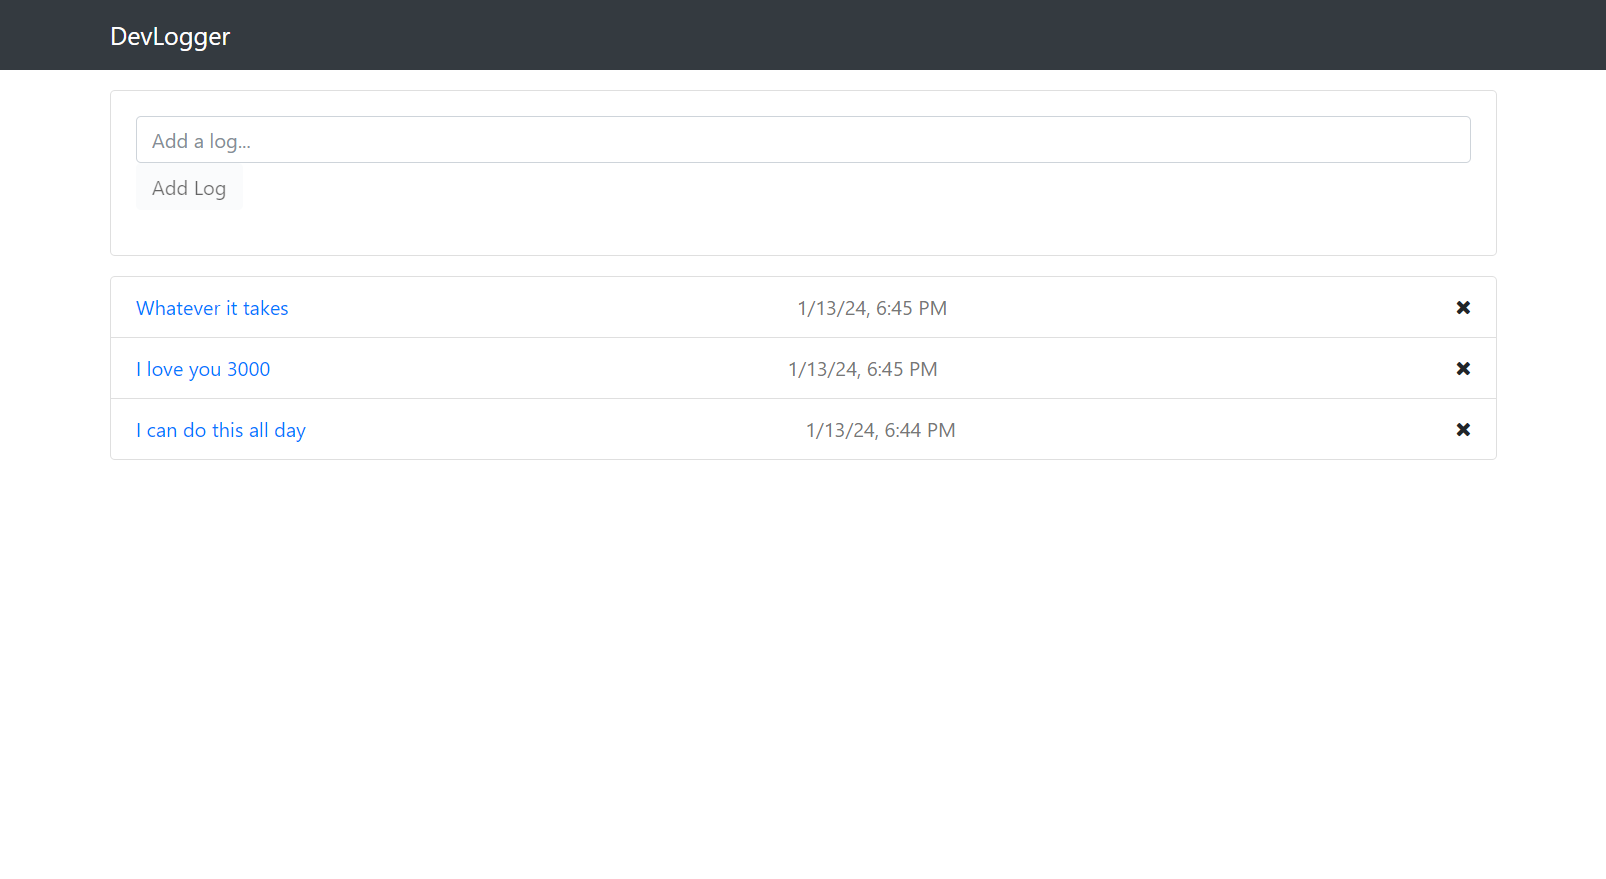 DevLogger
Add a log...
Add Log
Whatever it takes 1/13/24, 6:45 PM
I love you 3000 1/13/24, 6:45 PM
I can do this all day 1/13/24, 6:44 PM